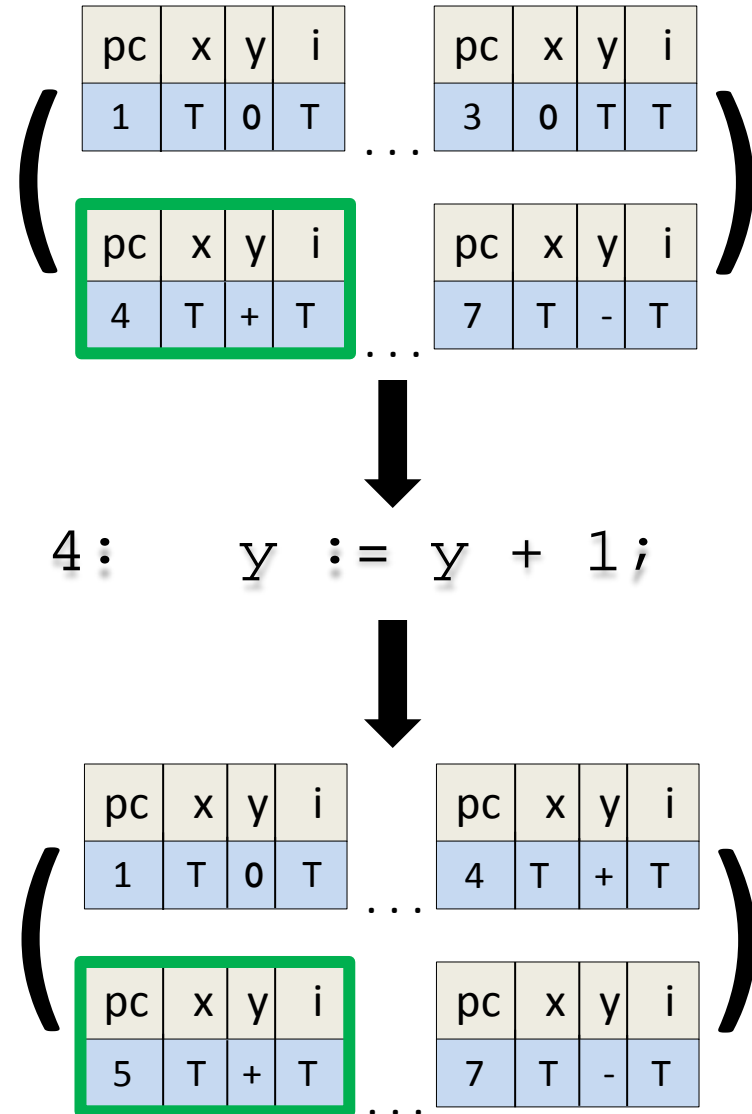 pc x y i pc x y i
1 T 0 T ... 3 0 T T
pc x y i pc x y i
4 T + T ... 7 T - T
4: y := y + 1;
pc x y i pc x y i
1 T 0 T ... 4 T + T
pc x y i pc x y i
5 T + T ... 7 T - T